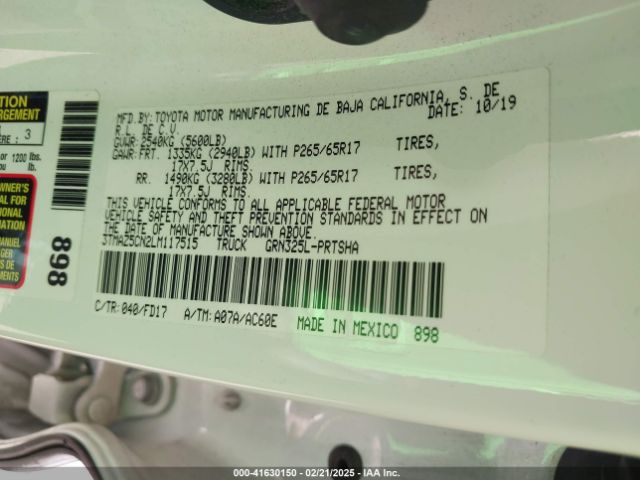 MFD.BY:TOYOTA MOTOR MANUFACTURING DE BAJA CALIFORNIA, S. DE
R.L. DE C.V. DATE: 10/19
GVWR: 2540KG (5600LB)
GAWR:FRT. 1335KG (2940LB) WITH P265/65R17 TIRES,
17X7.5J RIMS
RR. 1490KG (3280LB) WITH P265/65R17 TIRES,
17X7.5J RIMS
THIS VEHICLE CONFORMS TO ALL APPLICABLE FEDERAL MOTOR
VEHICLE SAFETY AND THEFT PREVENTION STANDARDS IN EFFECT ON
THE DATE OF MANUFACTURE SHOWN ABOVE.
3TMAZ5CN2LM117515 TRUCK GRN325L-PRTSHA
C/TR: 040/FD17 A/TM: A07A/AC60E MADE IN MEXICO 898
3
or 1200 lbs.
898
000-41630150 — 02/21/2025 — IAA Inc.